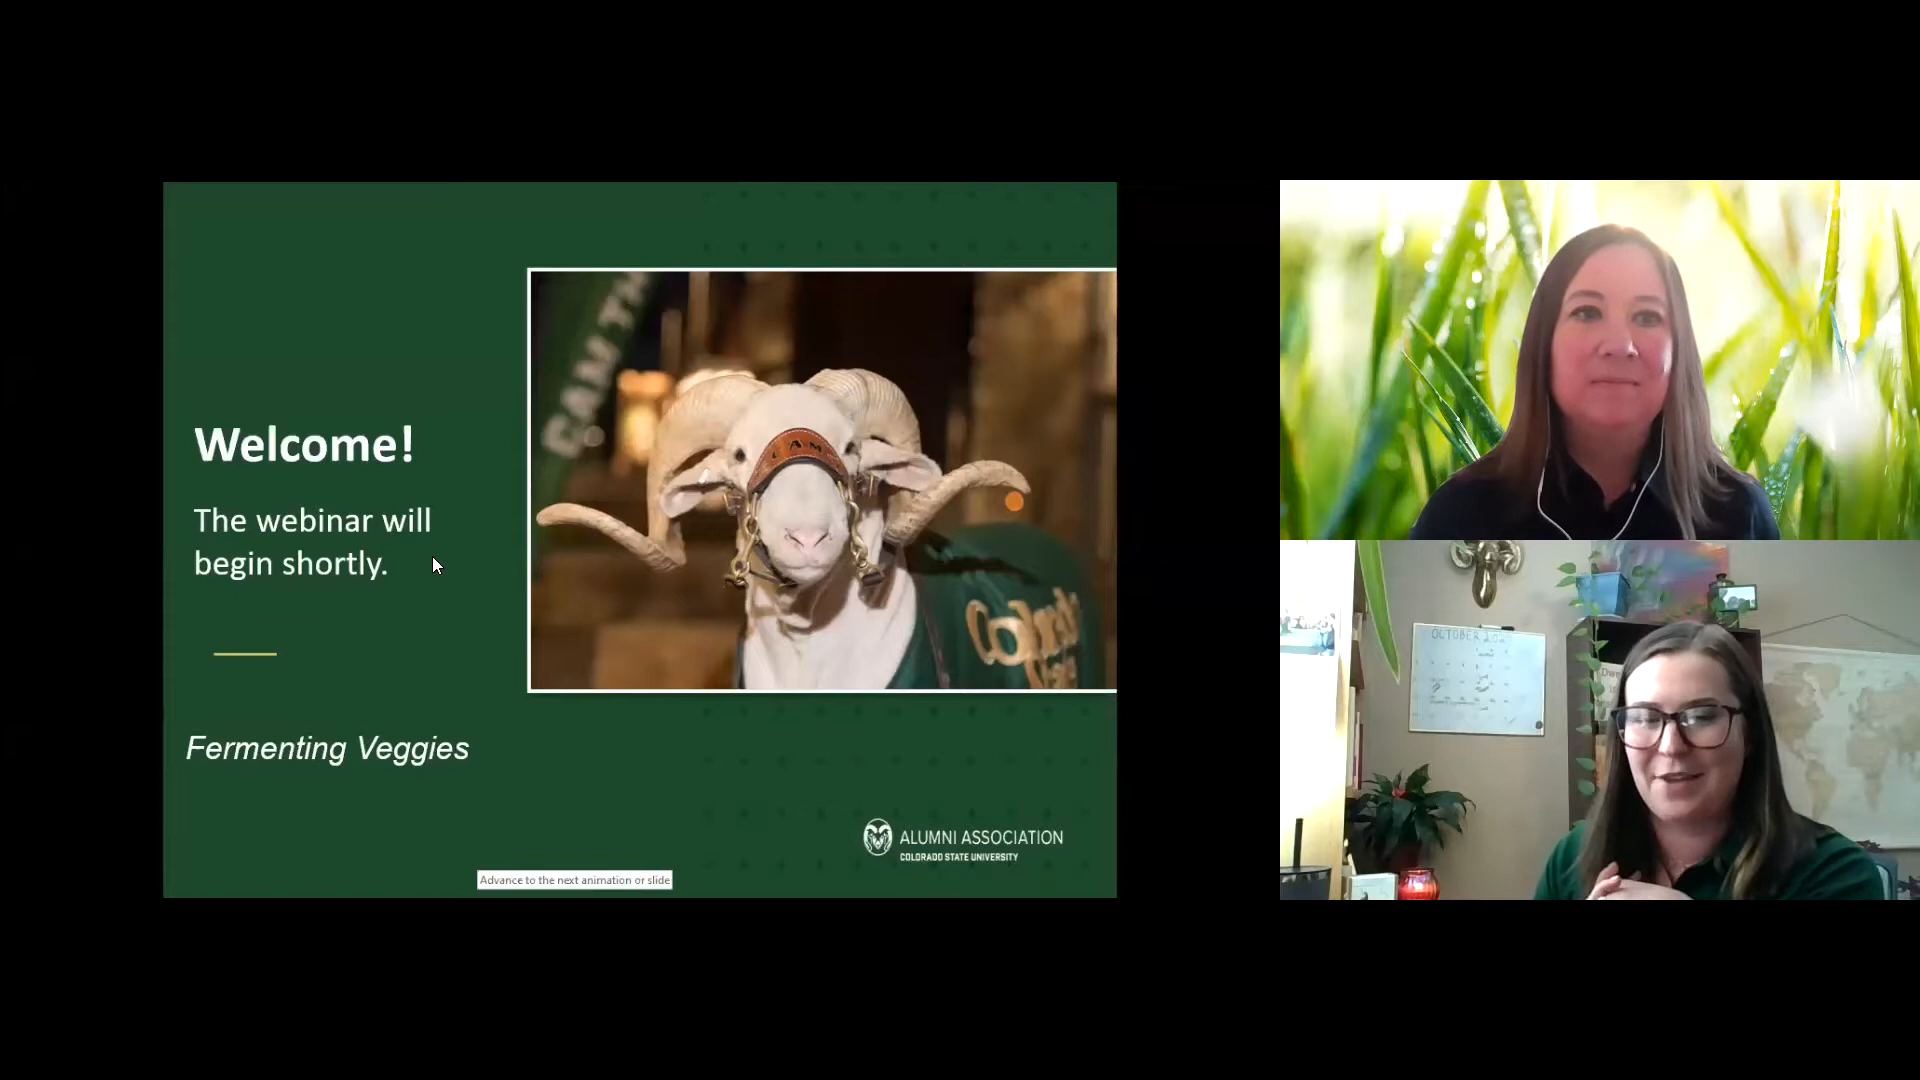 Welcome!
The webinar will
begin shortly.
Fermenting Veggies
CAM
ALUMNI ASSOCIATION
COLORADO STATE UNIVERSITY
Advance to the next animation or slide
OCTOBER